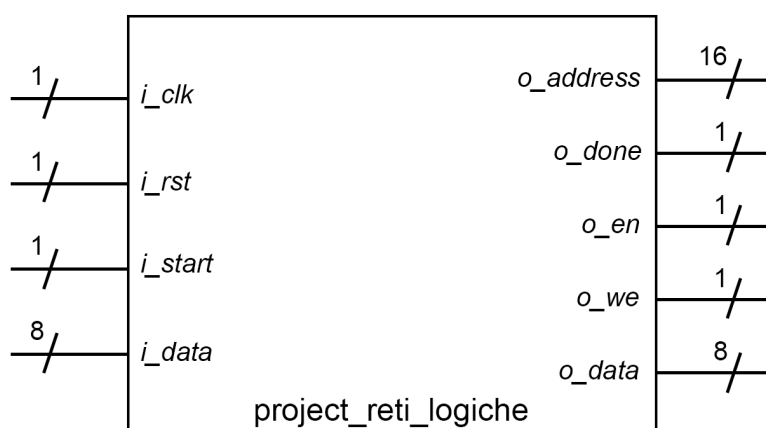 1 i_clk
1 i_rst
1 i_start
8 i_data
o_address 16
o_done 1
o_en 1
o_we 1
o_data 8
project_reti_logiche